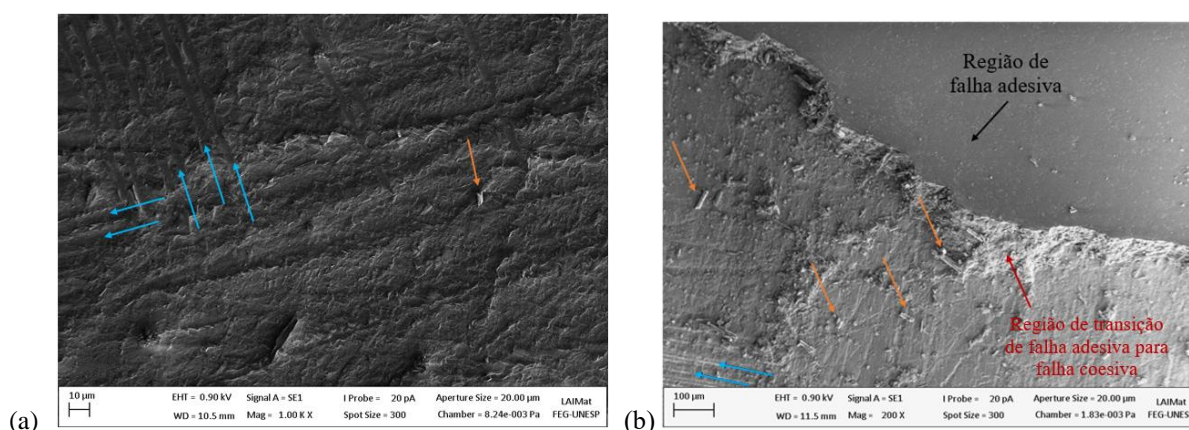 Região de
falha adesiva
Região de transição
de falha adesiva para
falha coesiva
(a)
10 µm
EHT = 0.90 kV Signal A = SE1 I Probe = 20 pA Aperture Size = 20.00 µm LAIMat
WD = 10.5 mm Mag = 1.00 K X Spot Size = 300 Chamber = 8.24e-003 Pa FEG-UNESP
(b)
100 µm
EHT = 0.90 kV Signal A = SE1 I Probe = 20 pA Aperture Size = 20.00 µm LAIMat
WD = 11.5 mm Mag = 200 X Spot Size = 300 Chamber = 1.83e-003 Pa FEG-UNESP